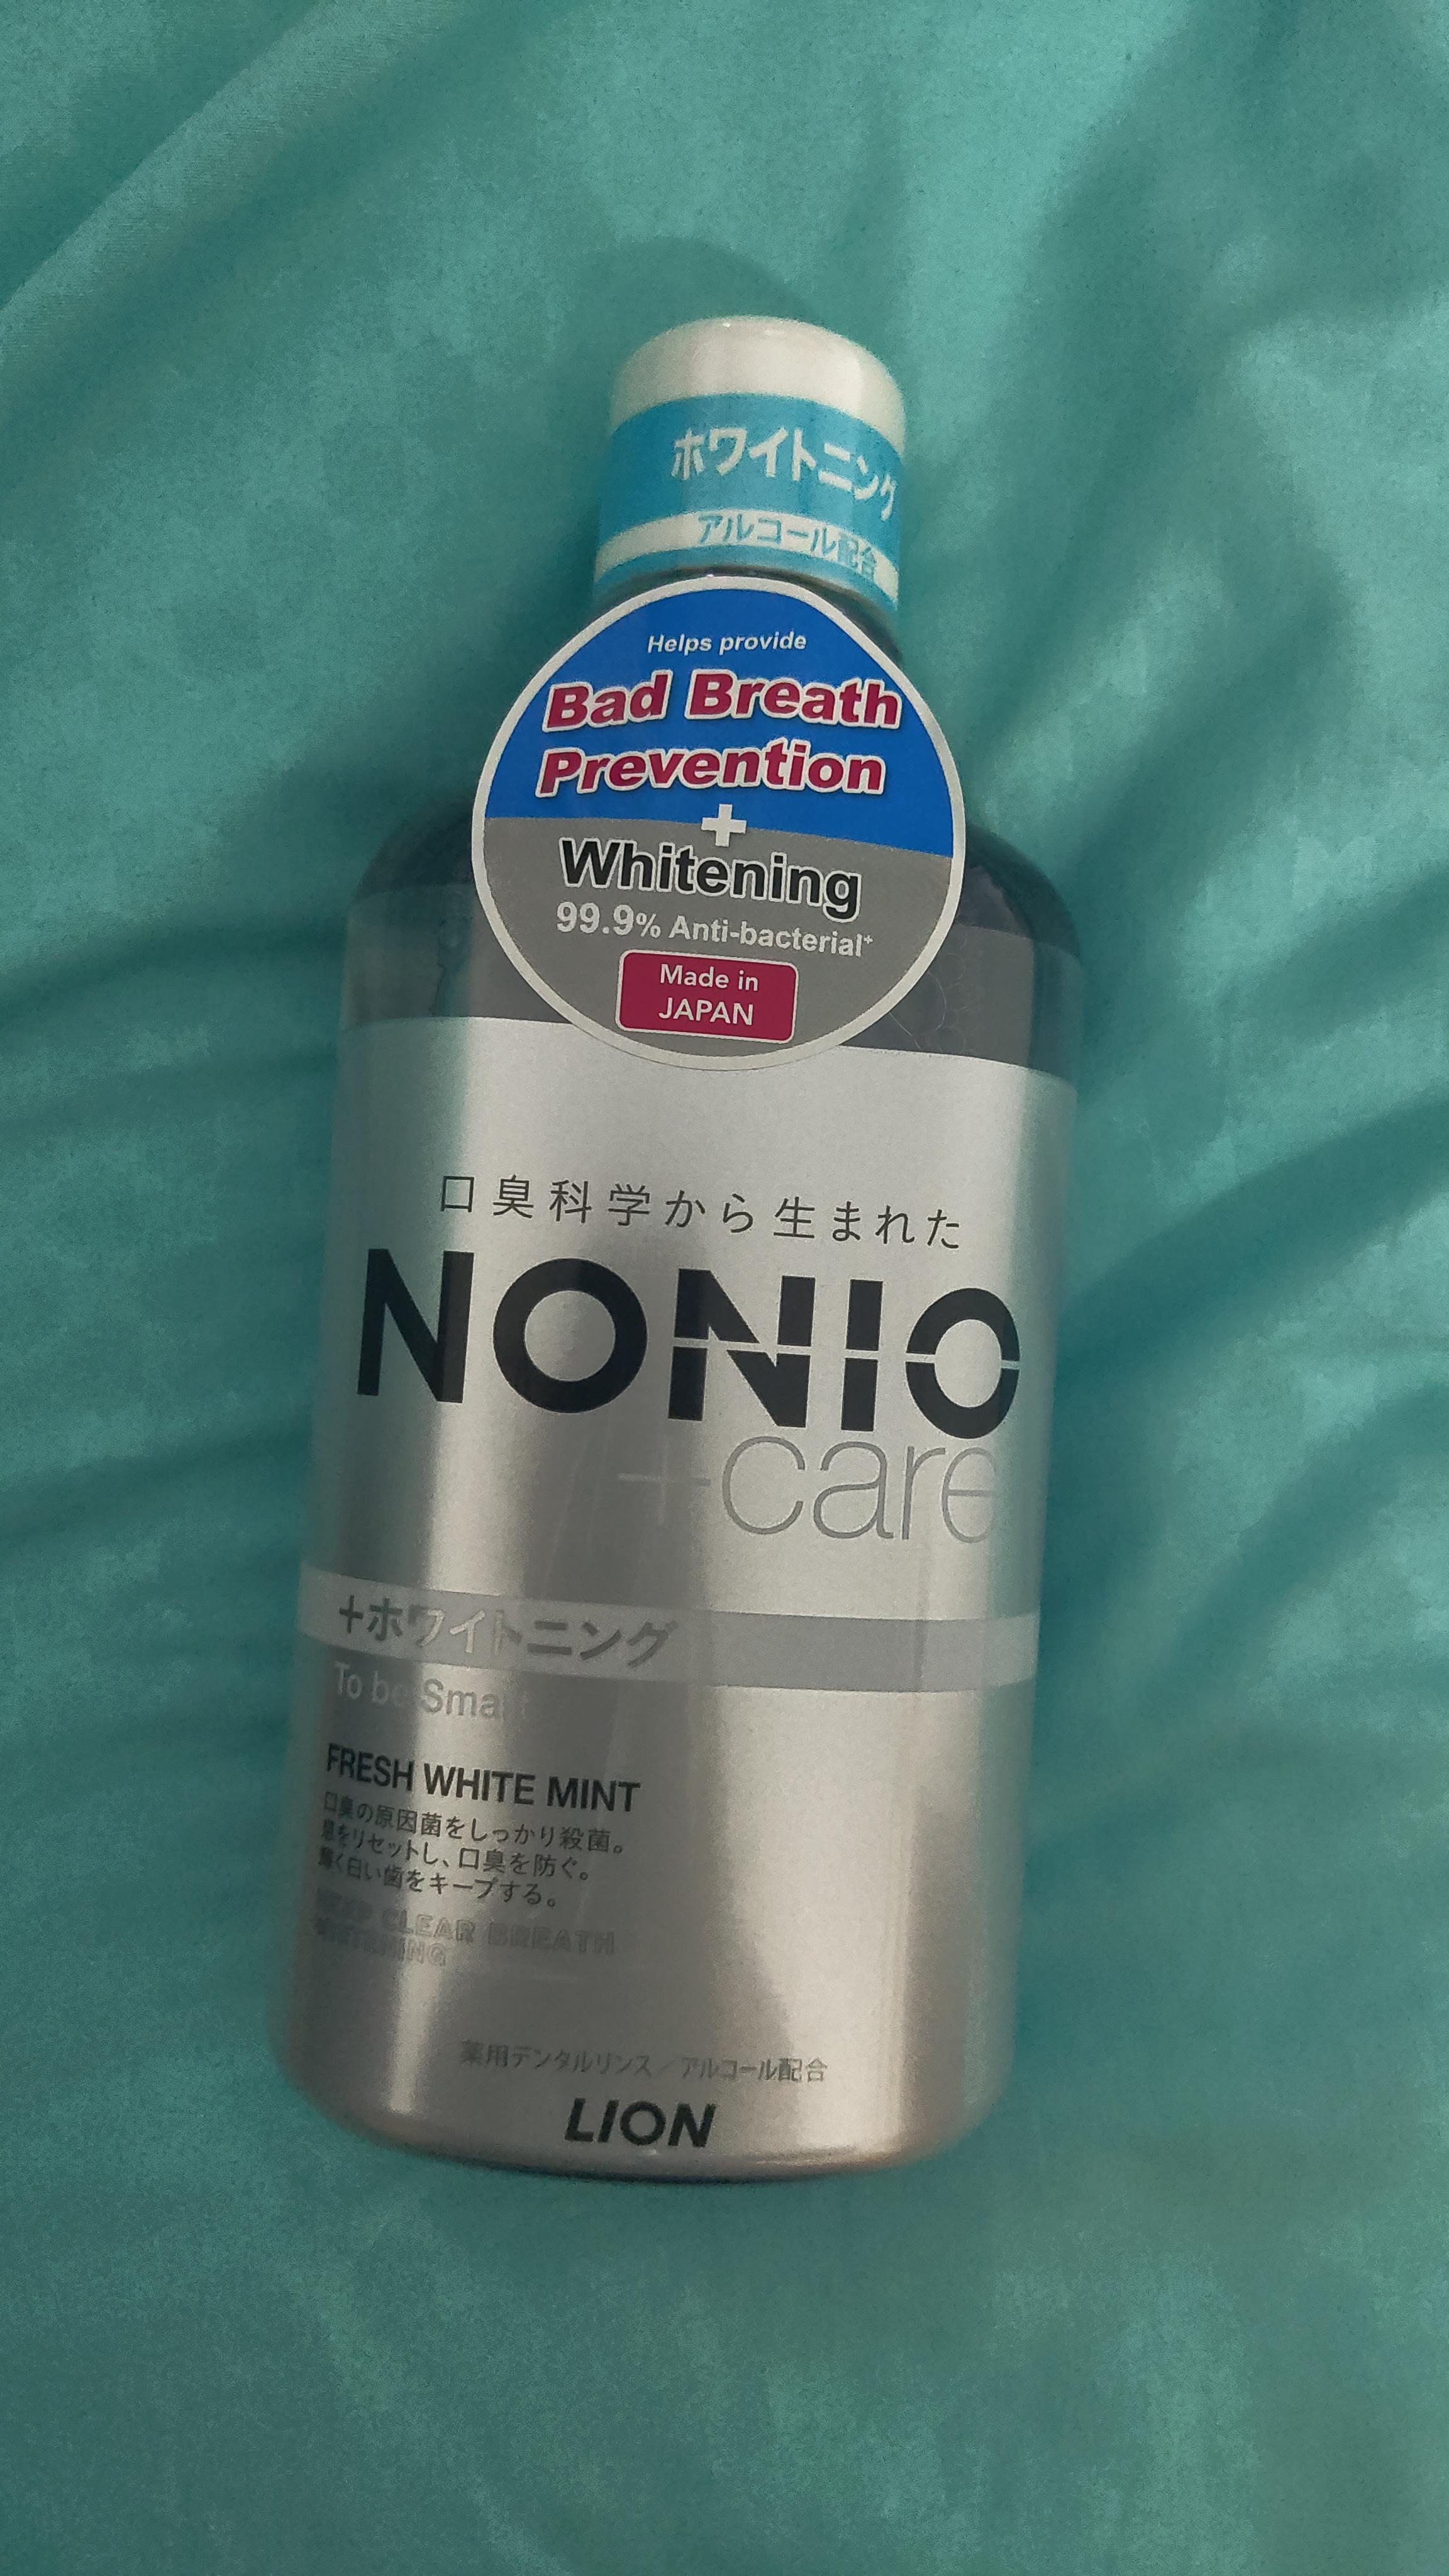 ホワイトニング
アルコール配合
Helps provide
Bad Breath
Prevention
+
Whitening
99.9% Anti-bacterial⁺
Made in
JAPAN
口臭科学から生まれた
NONIO
+care
+ホワイトニング
To be Smart
FRESH WHITE MINT
口臭の原因菌をしっかり殺菌。
息をリセットし、口臭を防ぐ。
輝く白い歯をキープする。
KEEP CLEAR BREATH
WHITENING
薬用デンタルリンス／アルコール配合
LION